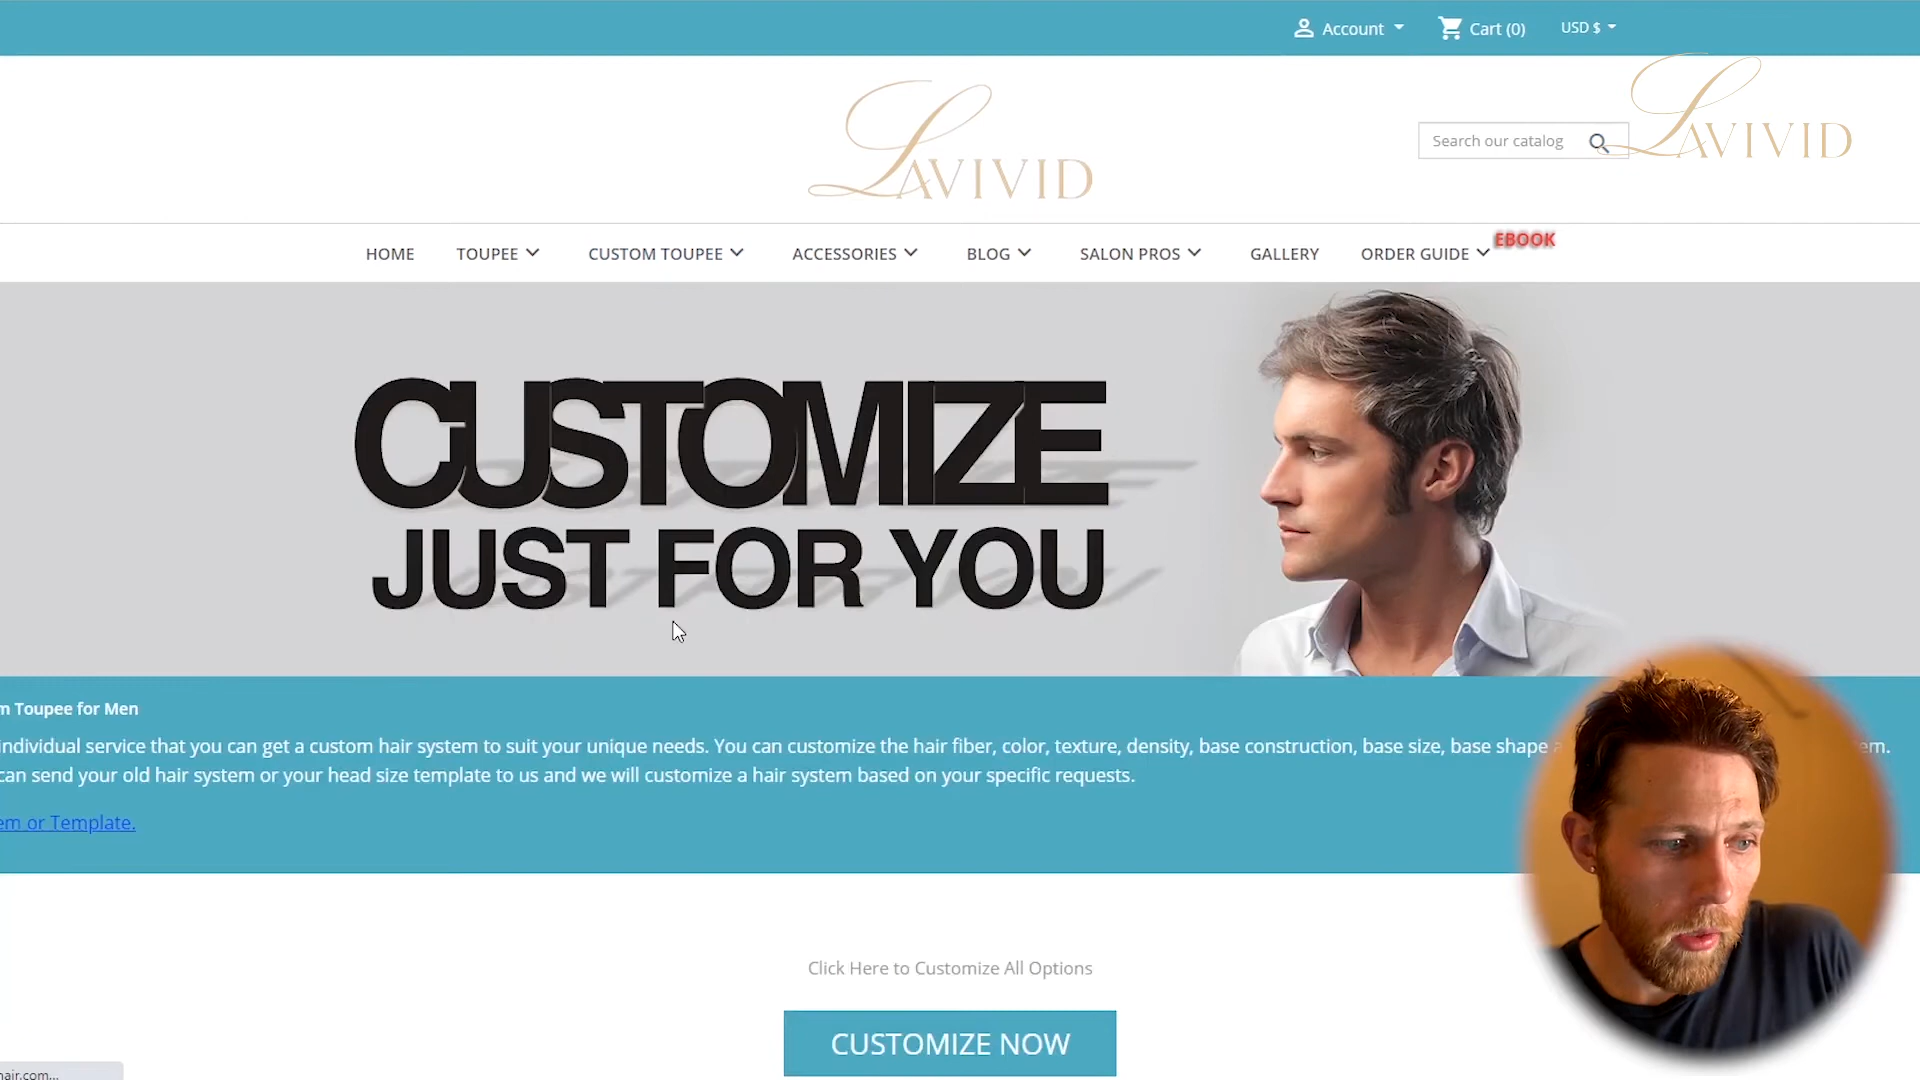 Account
Cart (0)
USD $
LAVIVID
Search our catalog
LAVIVID
HOME
TOUPEE
CUSTOM TOUPEE
ACCESSORIES
BLOG
SALON PROS
GALLERY
ORDER GUIDE
EBOOK
CUSTOMIZE
JUST FOR YOU
m Toupee for Men
individual service that you can get a custom hair system to suit your unique needs. You can customize the hair fiber, color, texture, density, base construction, base size, base shape a em.
can send your old hair system or your head size template to us and we will customize a hair system based on your specific requests.
em or Template.
Click Here to Customize All Options
CUSTOMIZE NOW
hair.com...